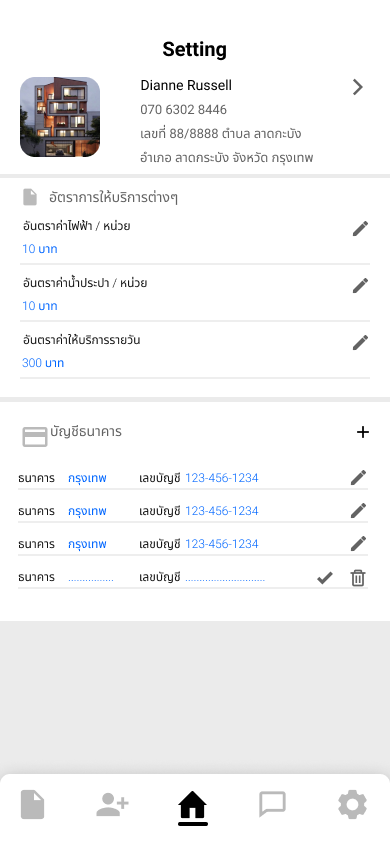 Setting
Dianne Russell
070 6302 8446
เลขที่ 88/8888 ตำบล ลาดกะบัง
อำเภอ ลาดกระบัง จังหวัด กรุงเทพ
อัตราการให้บริการต่างๆ
อันตราค่าไฟฟ้า / หน่วย
10 บาท
อันตราค่าน้ำประปา / หน่วย
10 บาท
อันตราค่าให้บริการรายวัน
300 บาท
บัญชีธนาคาร
ธนาคาร กรุงเทพ เลขบัญชี 123-456-1234
ธนาคาร กรุงเทพ เลขบัญชี 123-456-1234
ธนาคาร กรุงเทพ เลขบัญชี 123-456-1234
ธนาคาร ............... เลขบัญชี ..........................